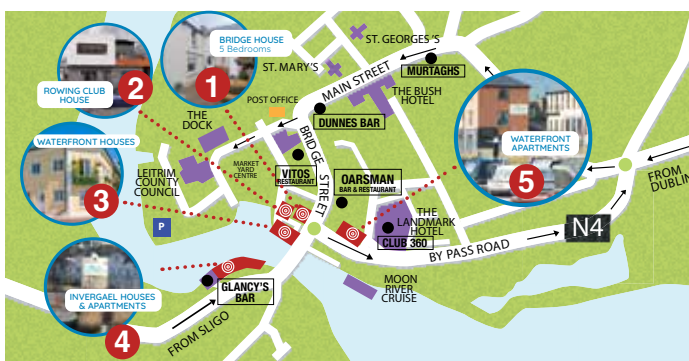 BRIDGE HOUSE
5 Bedrooms
1
2
ROWING CLUB
HOUSE
WATERFRONT HOUSES
3
INVERGAEL HOUSES
& APARTMENTS
4
WATERFRONT
APARTMENTS
5
ST. GEORGES'S
ST. MARY'S
MAIN STREET
MURTAGHS
THE BUSH
HOTEL
POST OFFICE
DUNNES BAR
THE
DOCK
BRIDGE STREET
MARKET
YARD
CENTRE
VITOS
RESTAURANT
LEITRIM
COUNTY
COUNCIL
OARSMAN
BAR & RESTAURANT
THE
LANDMARK
HOTEL
CLUB 360
P
FROM
DUBLIN
N4
BY PASS ROAD
MOON
RIVER
CRUISE
GLANCY'S
BAR
FROM SLIGO